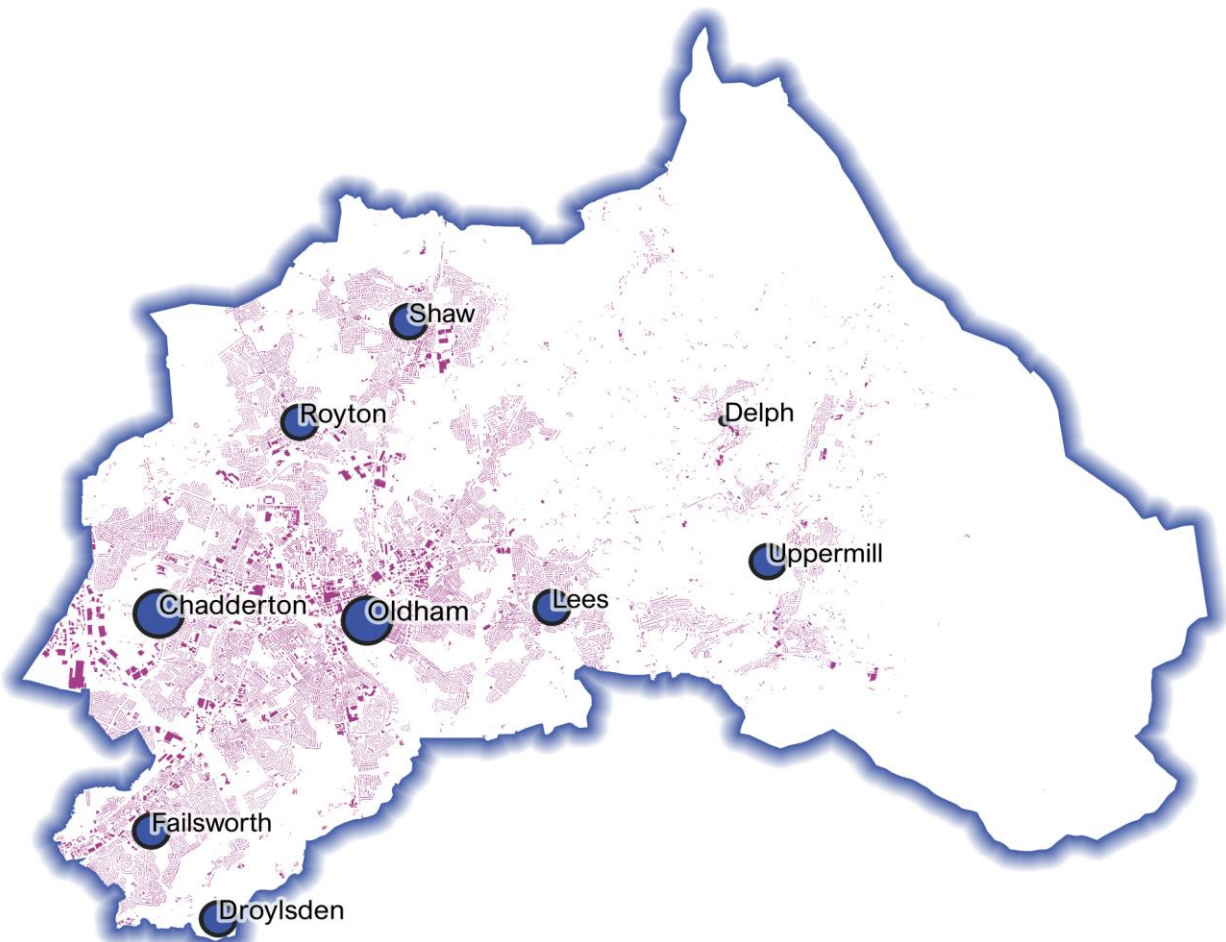 Shaw
Royton
Delph
Uppermill
Lees
Chadderton
Oldham
Failsworth
Droylsden